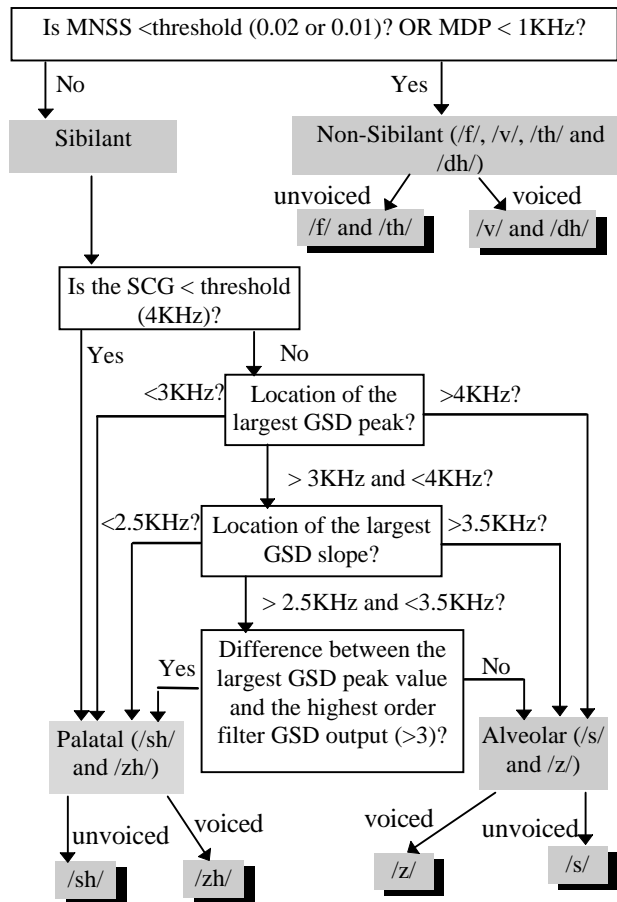 Is MNSS <threshold (0.02 or 0.01)? OR MDP < 1KHz?
No
Yes
Sibilant
Non-Sibilant (/f/, /v/, /th/ and
/dh/)
unvoiced
voiced
/f/ and /th/
/v/ and /dh/
Is the SCG < threshold
(4KHz)?
Yes
No
<3KHz?
Location of the
largest GSD peak?
>4KHz?
> 3KHz and <4KHz?
<2.5KHz?
Location of the largest
GSD slope?
>3.5KHz?
> 2.5KHz and <3.5KHz?
Yes
Difference between the
largest GSD peak value
and the highest order
filter GSD output (>3)?
No
Palatal (/sh/
and /zh/)
Alveolar (/s/
and /z/)
unvoiced
voiced
voiced
unvoiced
/sh/
/zh/
/z/
/s/